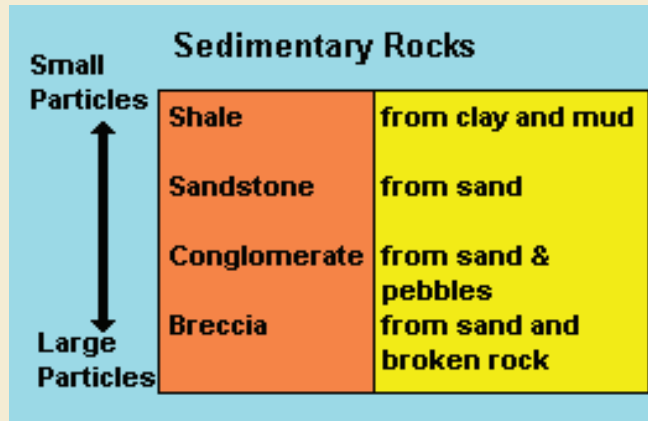 Sedimentary Rocks
Small
Particles
Shale from clay and mud
Sandstone from sand
Conglomerate from sand &
pebbles
Breccia from sand and
broken rock
Large
Particles